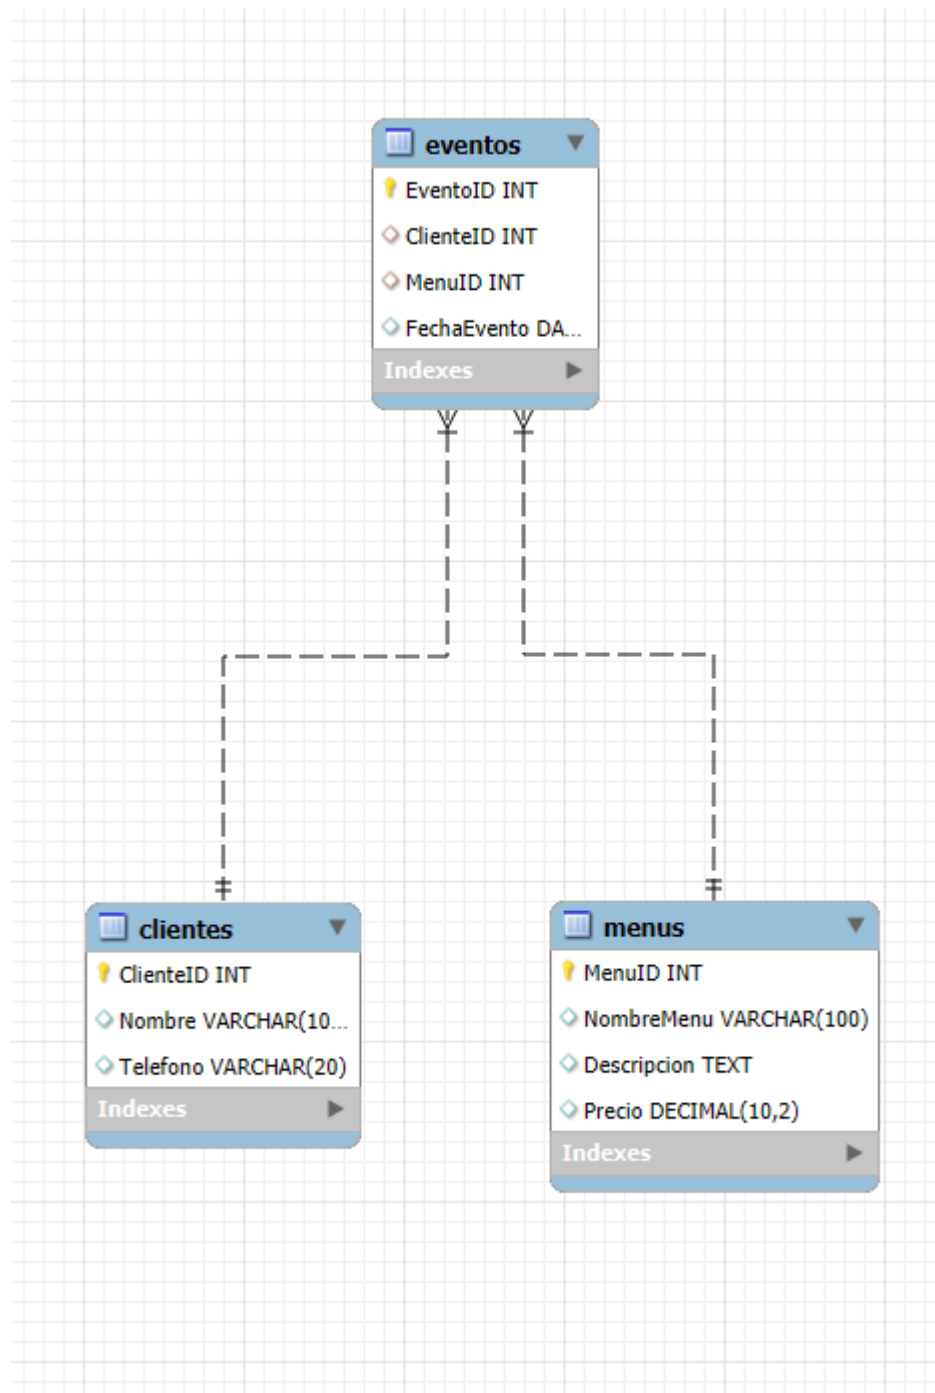 eventos
EventoID INT
ClienteID INT
MenuID INT
FechaEvento DA...
Indexes
clientes
ClienteID INT
Nombre VARCHAR(10...
Telefono VARCHAR(20)
Indexes
menus
MenuID INT
NombreMenu VARCHAR(100)
Descripcion TEXT
Precio DECIMAL(10,2)
Indexes